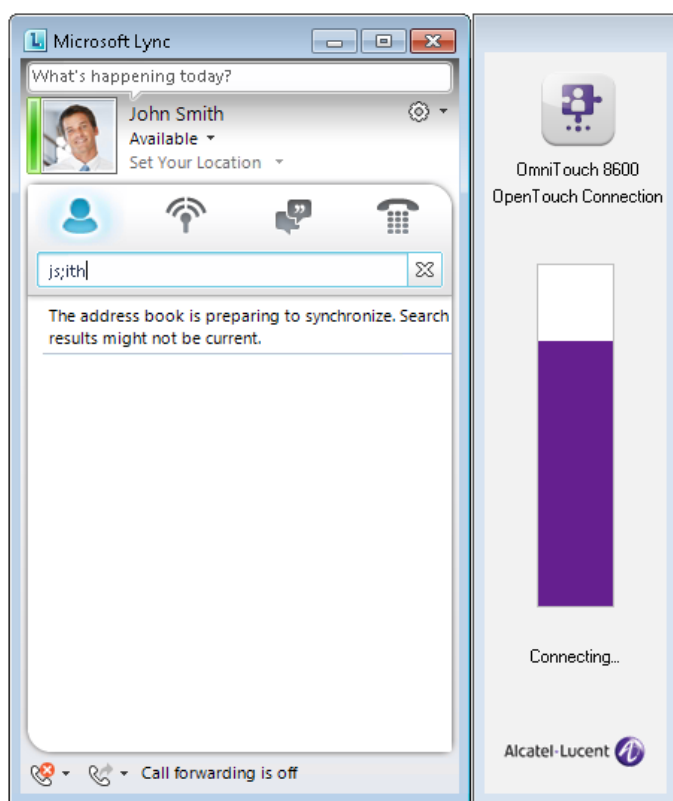 Microsoft Lync
What's happening today?
John Smith
Available
Set Your Location
js;ith
The address book is preparing to synchronize. Search
results might not be current.
Call forwarding is off
OmniTouch 8600
OpenTouch Connection
Connecting...
Alcatel·Lucent